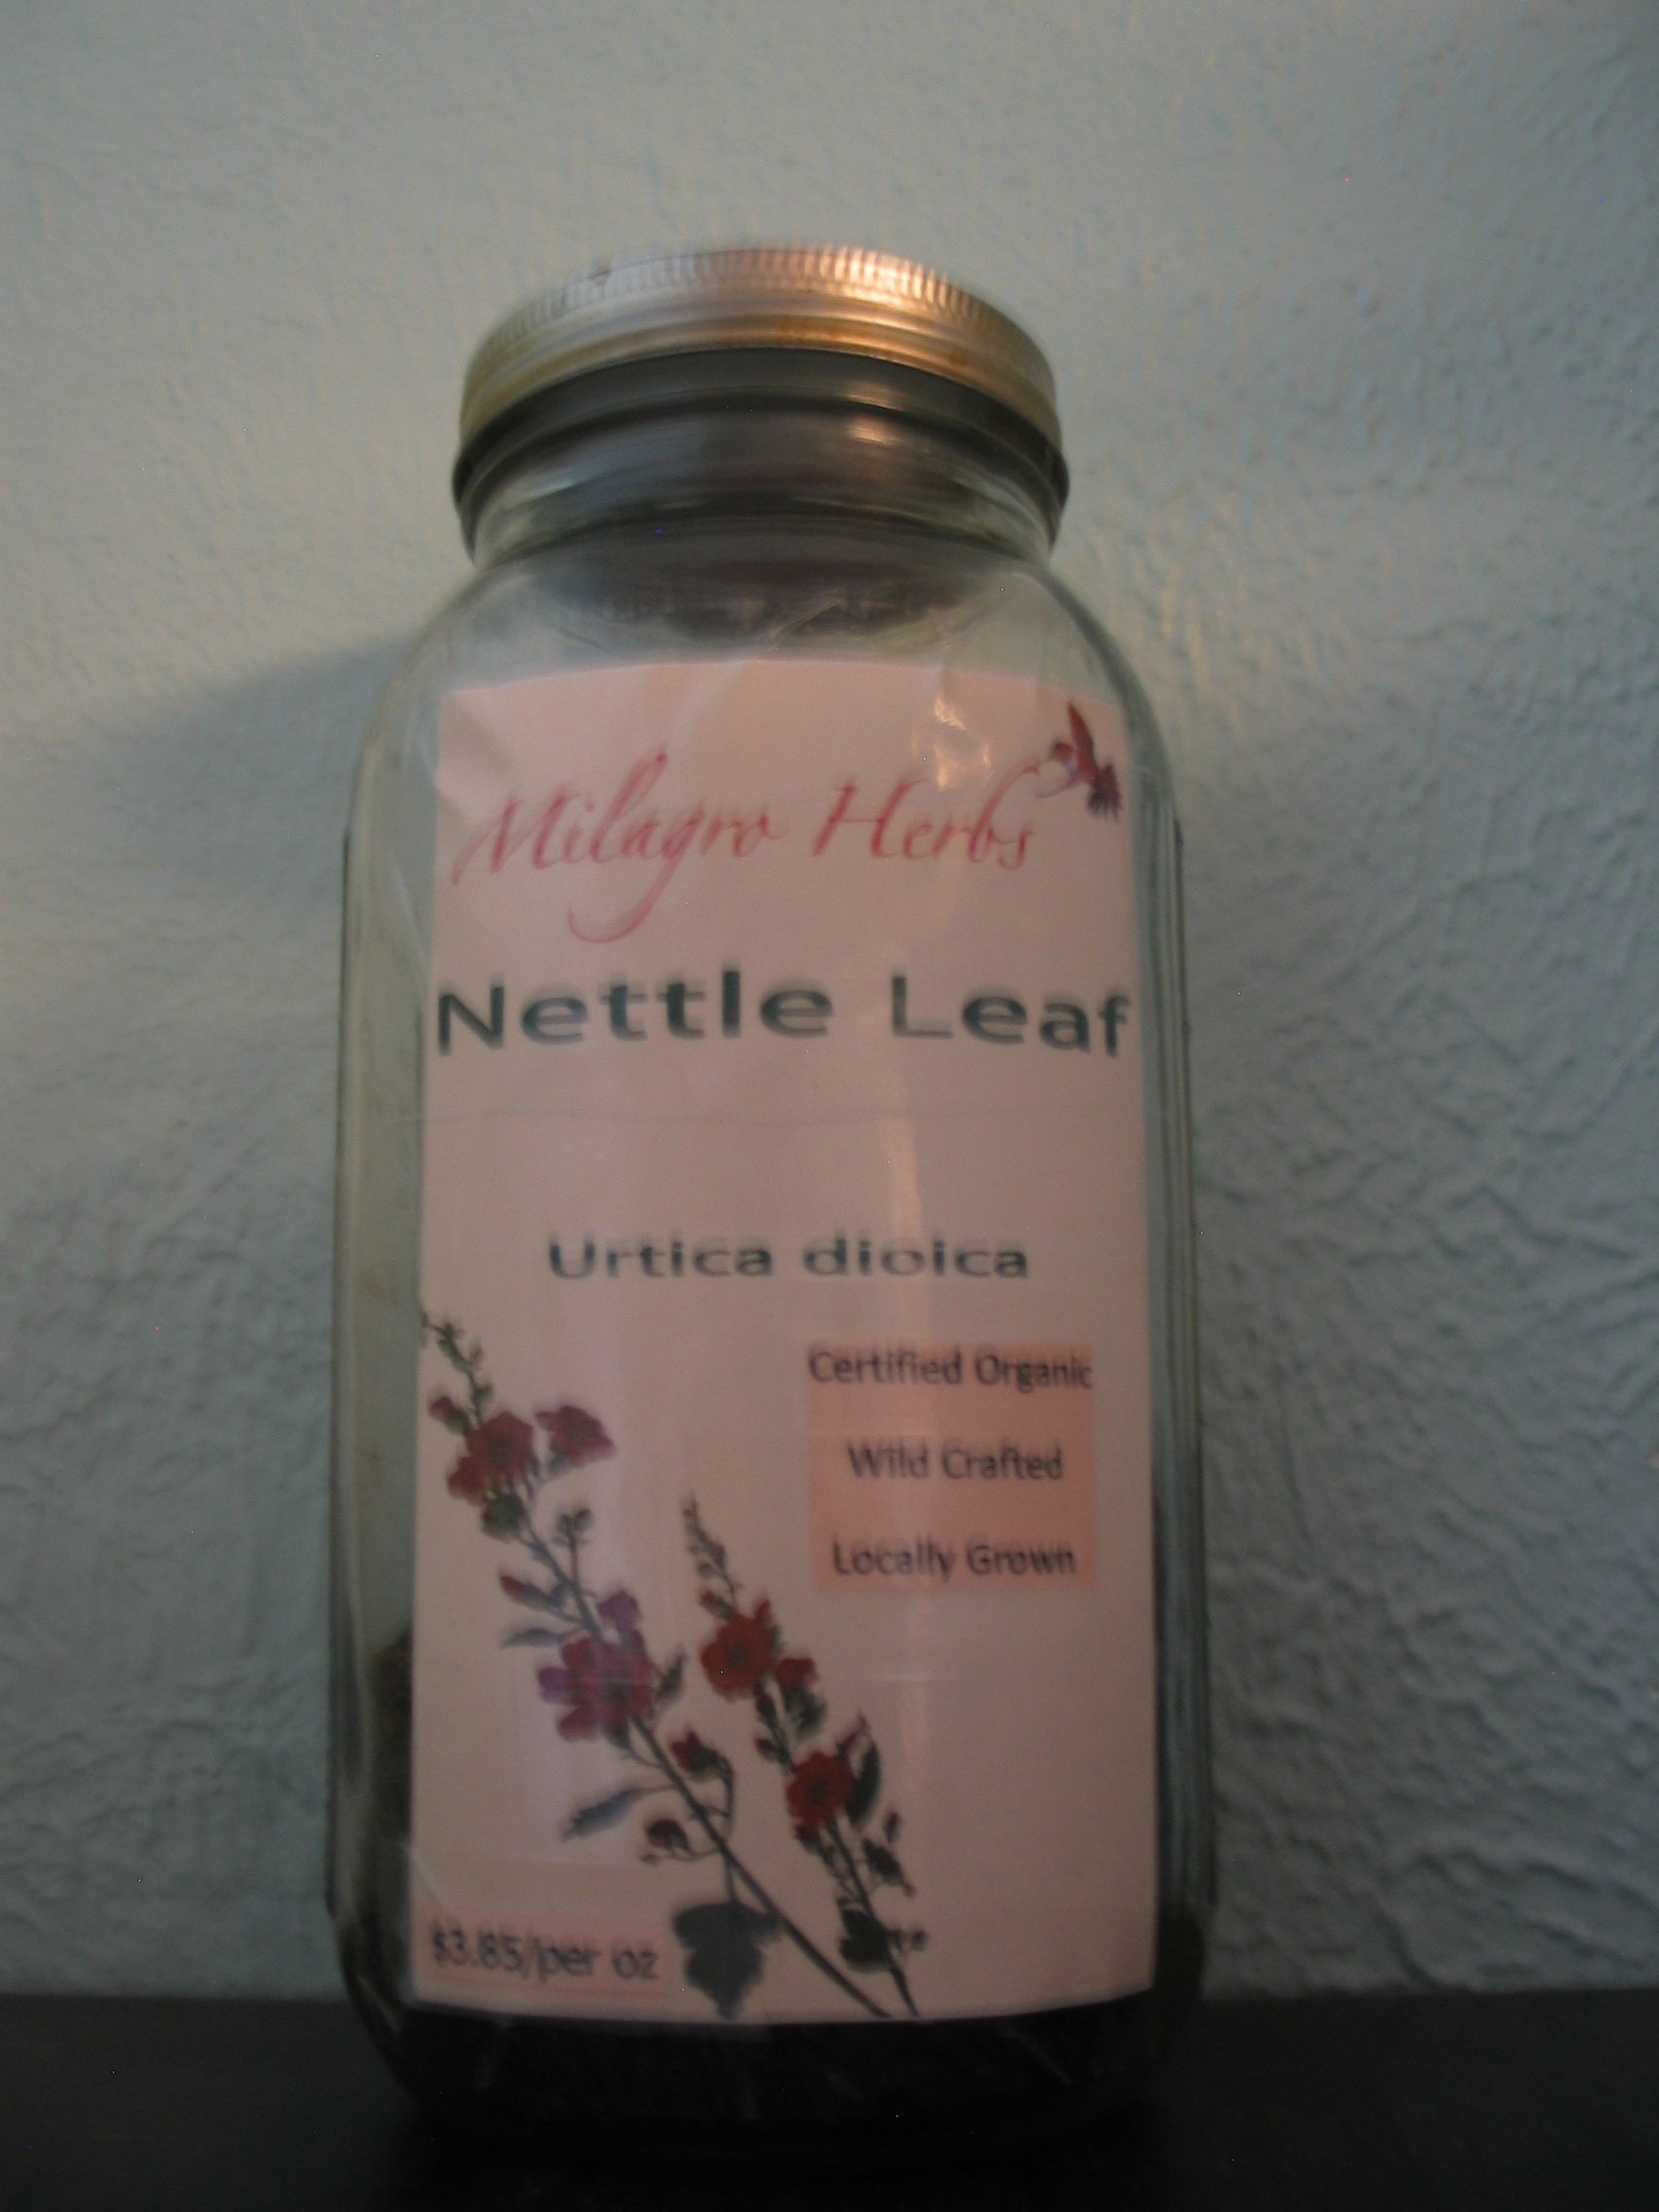 Milagro Herbs
Nettle Leaf
Urtica dioica
Certified Organic
Wild Crafted
Locally Grown
$3.85/per oz